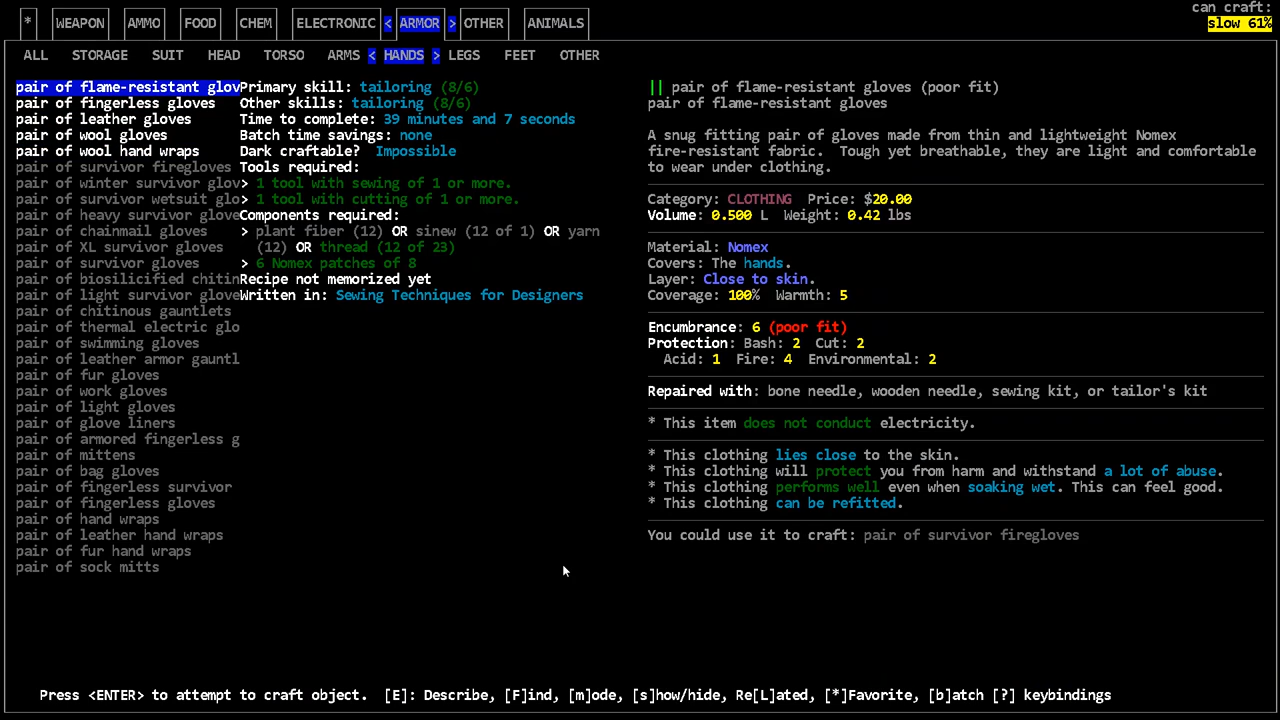 can craft:
* WEAPON AMMO FOOD CHEM ELECTRONIC < ARMOR > OTHER ANIMALS
slow 61%
ALL STORAGE SUIT HEAD TORSO ARMS < HANDS > LEGS FEET OTHER
pair of flame-resistant glov
pair of fingerless gloves
pair of leather gloves
pair of wool gloves
pair of wool hand wraps
pair of survivor firegloves
pair of winter survivor glov
pair of survivor wetsuit glo
pair of heavy survivor glove
pair of chainmail gloves
pair of XL survivor gloves
pair of survivor gloves
pair of biosilicified chitin
pair of light survivor glove
pair of chitinous gauntlets
pair of thermal electric glo
pair of swimming gloves
pair of leather armor gauntl
pair of fur gloves
pair of work gloves
pair of light gloves
pair of glove liners
pair of armored fingerless g
pair of mittens
pair of bag gloves
pair of fingerless survivor
pair of fingerless gloves
pair of hand wraps
pair of leather hand wraps
pair of fur hand wraps
pair of sock mitts
Primary skill: tailoring (8/6)
Other skills: tailoring (8/6)
Time to complete: 39 minutes and 7 seconds
Batch time savings: none
Dark craftable? Impossible
Tools required:
> 1 tool with sewing of 1 or more.
> 1 tool with cutting of 1 or more.
Components required:
> plant fiber (12) OR sinew (12 of 1) OR yarn
(12) OR thread (12 of 23)
> 6 Nomex patches of 8
Recipe not memorized yet
Written in: Sewing Techniques for Designers
|| pair of flame-resistant gloves (poor fit)
pair of flame-resistant gloves
A snug fitting pair of gloves made from thin and lightweight Nomex
fire-resistant fabric. Tough yet breathable, they are light and comfortable
to wear under clothing.
Category: CLOTHING Price: $20.00
Volume: 0.500 L Weight: 0.42 lbs
Material: Nomex
Covers: The hands.
Layer: Close to skin.
Coverage: 100% Warmth: 5
Encumbrance: 6 (poor fit)
Protection: Bash: 2 Cut: 2
Acid: 1 Fire: 4 Environmental: 2
Repaired with: bone needle, wooden needle, sewing kit, or tailor's kit
* This item does not conduct electricity.
* This clothing lies close to the skin.
* This clothing will protect you from harm and withstand a lot of abuse.
* This clothing performs well even when soaking wet. This can feel good.
* This clothing can be refitted.
You could use it to craft: pair of survivor firegloves
Press <ENTER> to attempt to craft object. [E]: Describe, [F]ind, [m]ode, [s]how/hide, Re[L]ated, [*]Favorite, [b]atch [?] keybindings